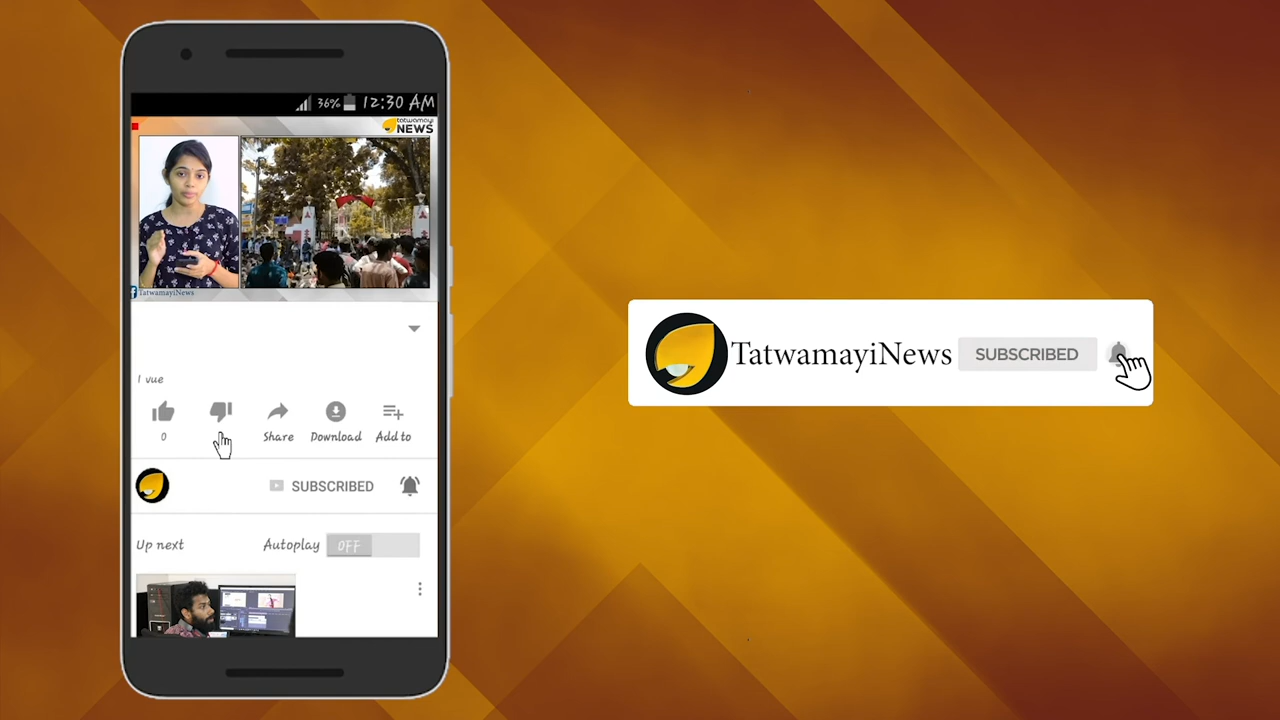 36% 12:30 AM
tatwamayi
NEWS
TatwamayiNews
1 vue
0
Share Download Add to
SUBSCRIBED
Up next Autoplay OFF
TatwamayiNews SUBSCRIBED